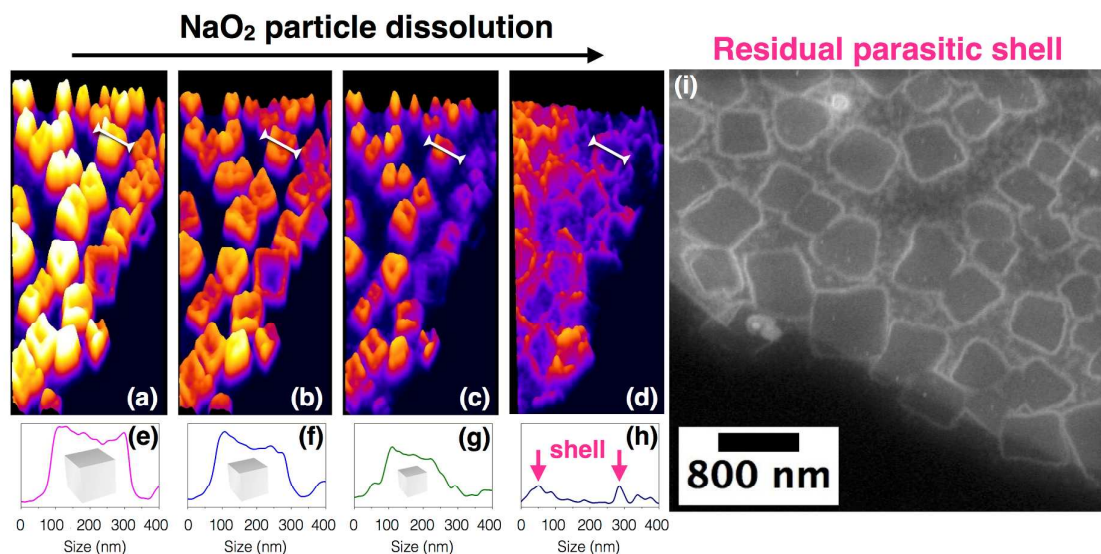 NaO₂ particle dissolution
Residual parasitic shell
(a)
(b)
(c)
(d)
(i)
800 nm
(e)
(f)
(g)
(h)
shell
0 100 200 300 400
0 100 200 300 400
0 100 200 300 400
0 100 200 300 400
Size (nm)
Size (nm)
Size (nm)
Size (nm)